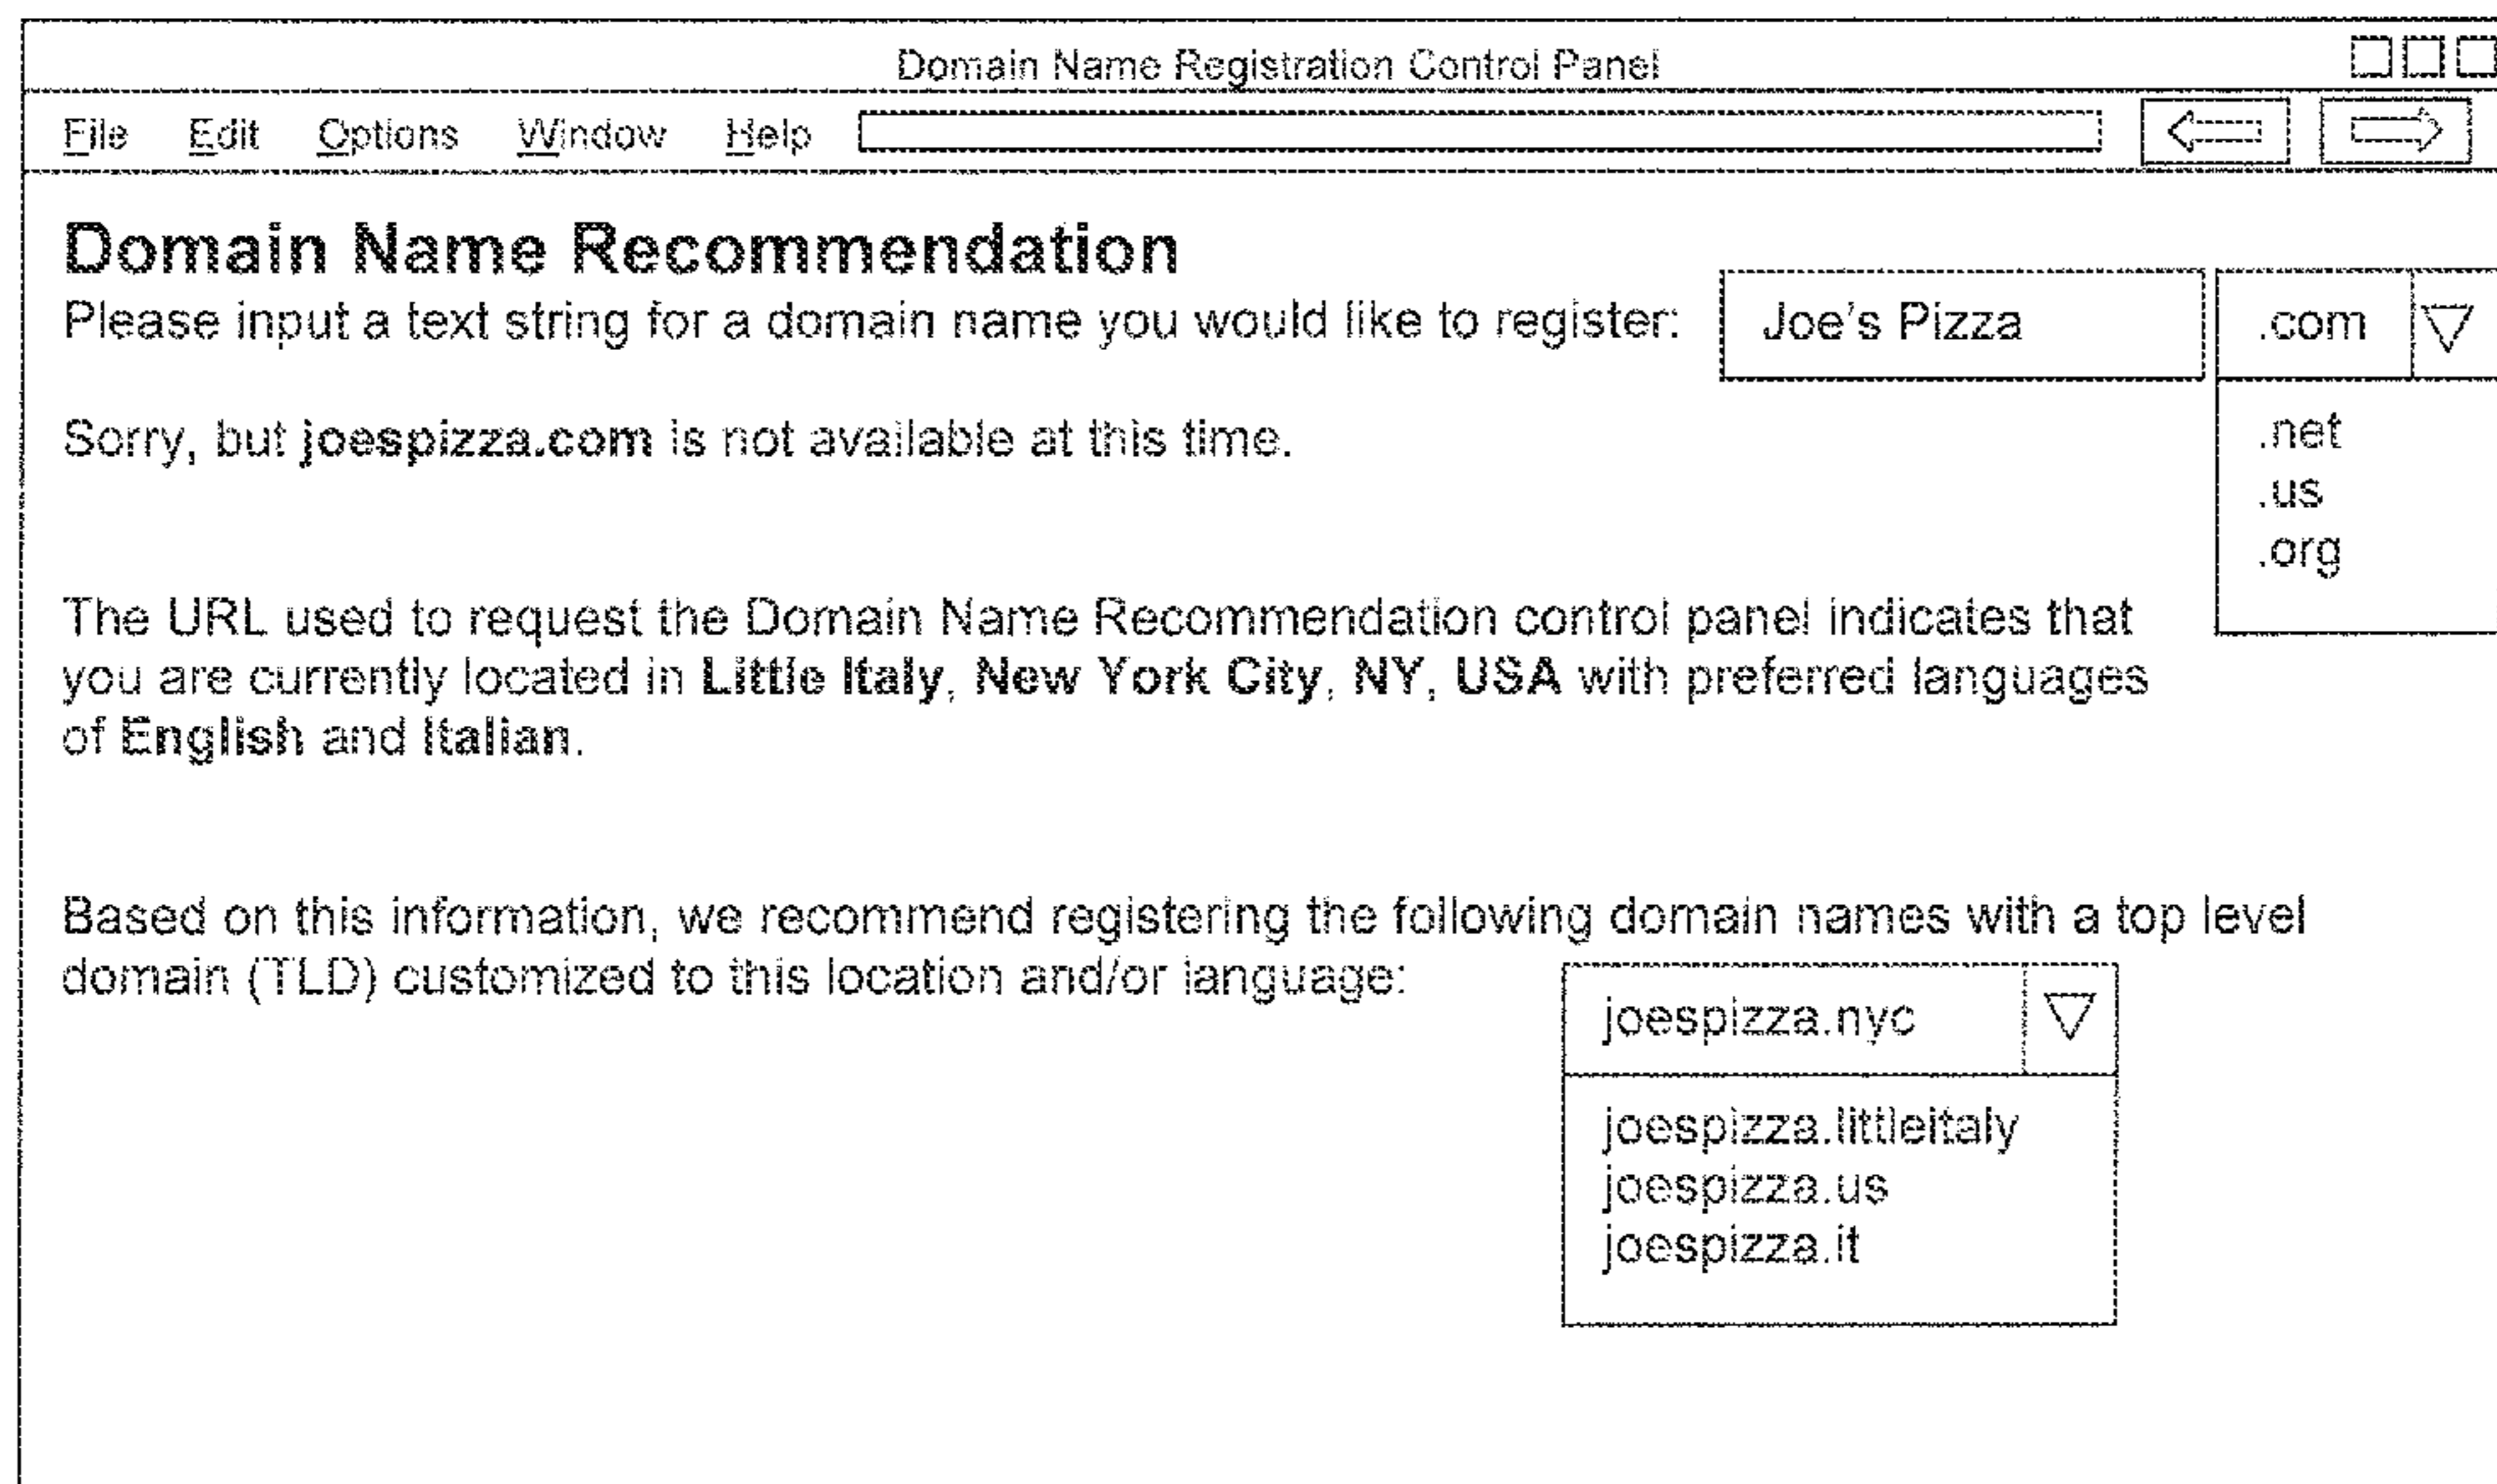 Domain Name Registration Control Panel
File Edit Options Window Help
Domain Name Recommendation
Please input a text string for a domain name you would like to register: Joe's Pizza .com
Sorry, but joespizza.com is not available at this time.
.net
.us
.org
The URL used to request the Domain Name Recommendation control panel indicates that
you are currently located in Little Italy, New York City, NY, USA with preferred languages
of English and Italian.
Based on this information, we recommend registering the following domain names with a top level
domain (TLD) customized to this location and/or language:
joespizza.nyc
joespizza.littleitaly
joespizza.us
joespizza.it